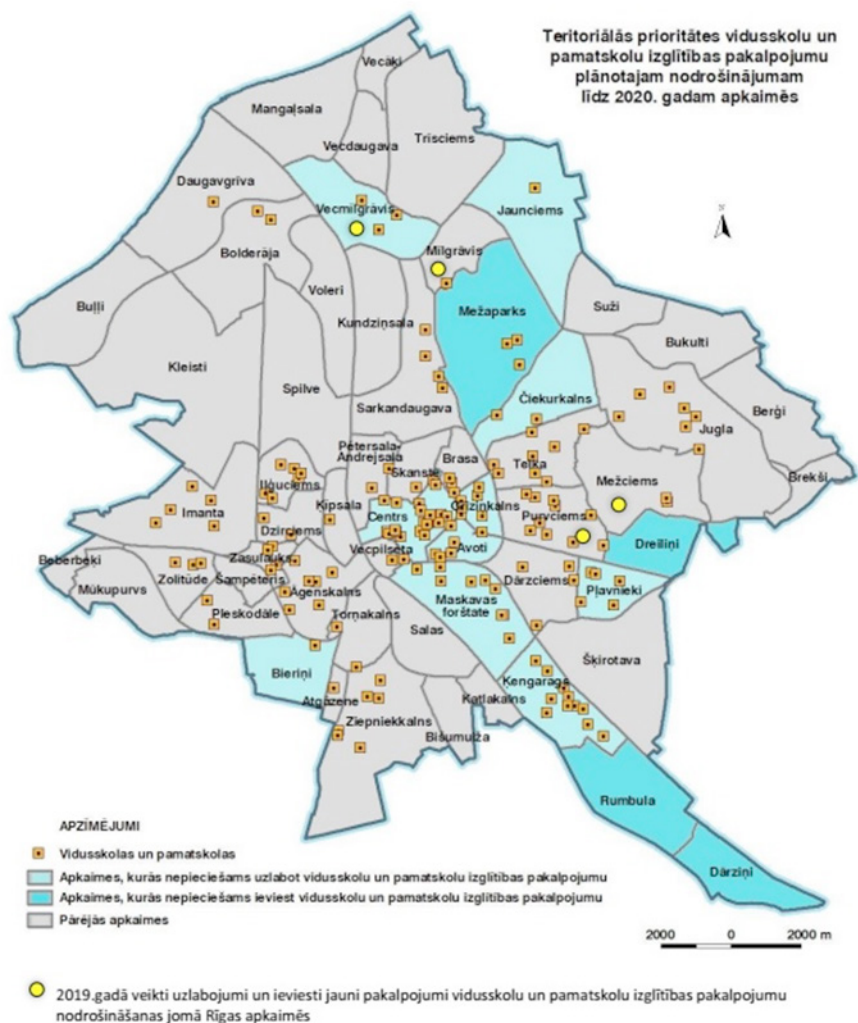 Teritoriālās prioritātes vidusskolu un
pamatskolu izglītības pakalpojumu
plānotajam nodrošinājumam
līdz 2020. gadam apkaimēs
Vecāķi
Mangaļsala
Vecdaugava
Trisciems
Daugavgrīva
Vecmīlgrāvis
Jaunciems
N
Bolderāja
Mīlgrāvis
Voleri
Buļļi
Kundziņsala
Mežaparks
Suži
Bukulti
Kleisti
Spilve
Čiekurkalns
Sarkandaugava
Berģi
Jugla
Pētersala-
Andrejsala
Brasa
Skanste
Teika
Mežciems
Brekši
Iļģuciems
Ķīpsala
Grīziņkalns
Imanta
Centrs
Purvciems
Dzirciems
Vecpilsēta
Avoti
Dreiliņi
Beberbeķi
Zasulauks
Zolitūde
Šampēteris
Āgenskalns
Dārzciems
Pļavnieki
Mūkupurvs
Pleskodāle
Torņakalns
Maskavas
forštate
Salas
Šķirotava
Bieriņi
Ķengarags
Atgāzene
Katlakalns
Ziepniekkalns
Bišumuiža
Rumbula
Dārziņi
APZĪMĒJUMI
Vidusskolas un pamatskolas
Apkaimes, kurās nepieciešams uzlabot vidusskolu un pamatskolu izglītības pakalpojumu
Apkaimes, kurās nepieciešams ieviest vidusskolu un pamatskolu izglītības pakalpojumu
Pārējās apkaimes
2000 0 2000 m
2019.gadā veikti uzlabojumi un ieviesti jauni pakalpojumi vidusskolu un pamatskolu izglītības pakalpojumu
nodrošināšanas jomā Rīgas apkaimēs